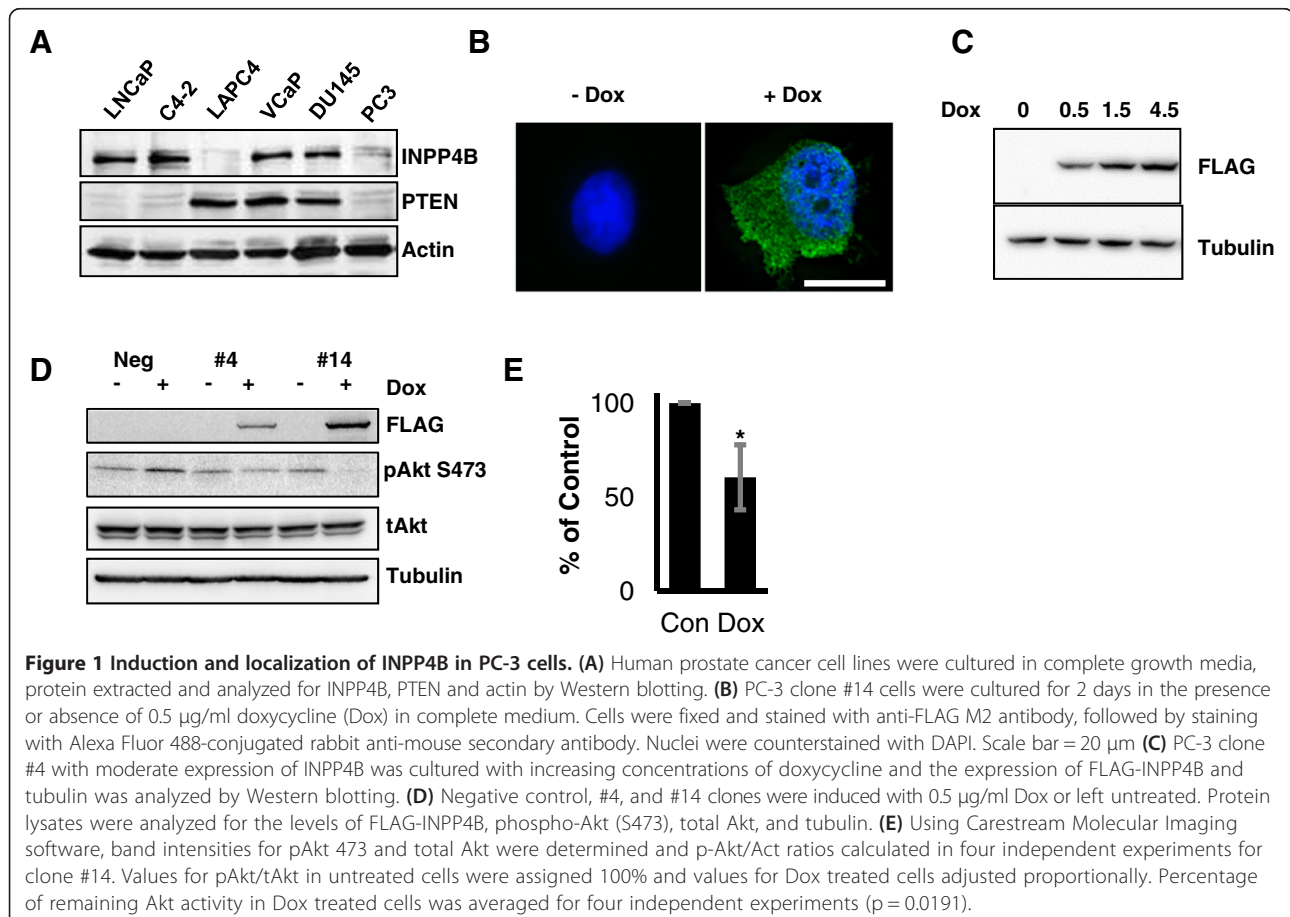 A
LNCaP
C4-2
LAPC4
VCaP
DU145
PC3
INPP4B
PTEN
Actin
B
- Dox
+ Dox
C
Dox 0 0.5 1.5 4.5
FLAG
Tubulin
D
Neg #4 #14
- + - + - + Dox
FLAG
pAkt S473
tAkt
Tubulin
E
% of Control
100
50
0
*
Con Dox
Figure 1 Induction and localization of INPP4B in PC-3 cells. (A) Human prostate cancer cell lines were cultured in complete growth media,
protein extracted and analyzed for INPP4B, PTEN and actin by Western blotting. (B) PC-3 clone #14 cells were cultured for 2 days in the presence
or absence of 0.5 μg/ml doxycycline (Dox) in complete medium. Cells were fixed and stained with anti-FLAG M2 antibody, followed by staining
with Alexa Fluor 488-conjugated rabbit anti-mouse secondary antibody. Nuclei were counterstained with DAPI. Scale bar = 20 μm (C) PC-3 clone
#4 with moderate expression of INPP4B was cultured with increasing concentrations of doxycycline and the expression of FLAG-INPP4B and
tubulin was analyzed by Western blotting. (D) Negative control, #4, and #14 clones were induced with 0.5 μg/ml Dox or left untreated. Protein
lysates were analyzed for the levels of FLAG-INPP4B, phospho-Akt (S473), total Akt, and tubulin. (E) Using Carestream Molecular Imaging
software, band intensities for pAkt 473 and total Akt were determined and p-Akt/Act ratios calculated in four independent experiments for
clone #14. Values for pAkt/tAkt in untreated cells were assigned 100% and values for Dox treated cells adjusted proportionally. Percentage
of remaining Akt activity in Dox treated cells was averaged for four independent experiments (p = 0.0191).